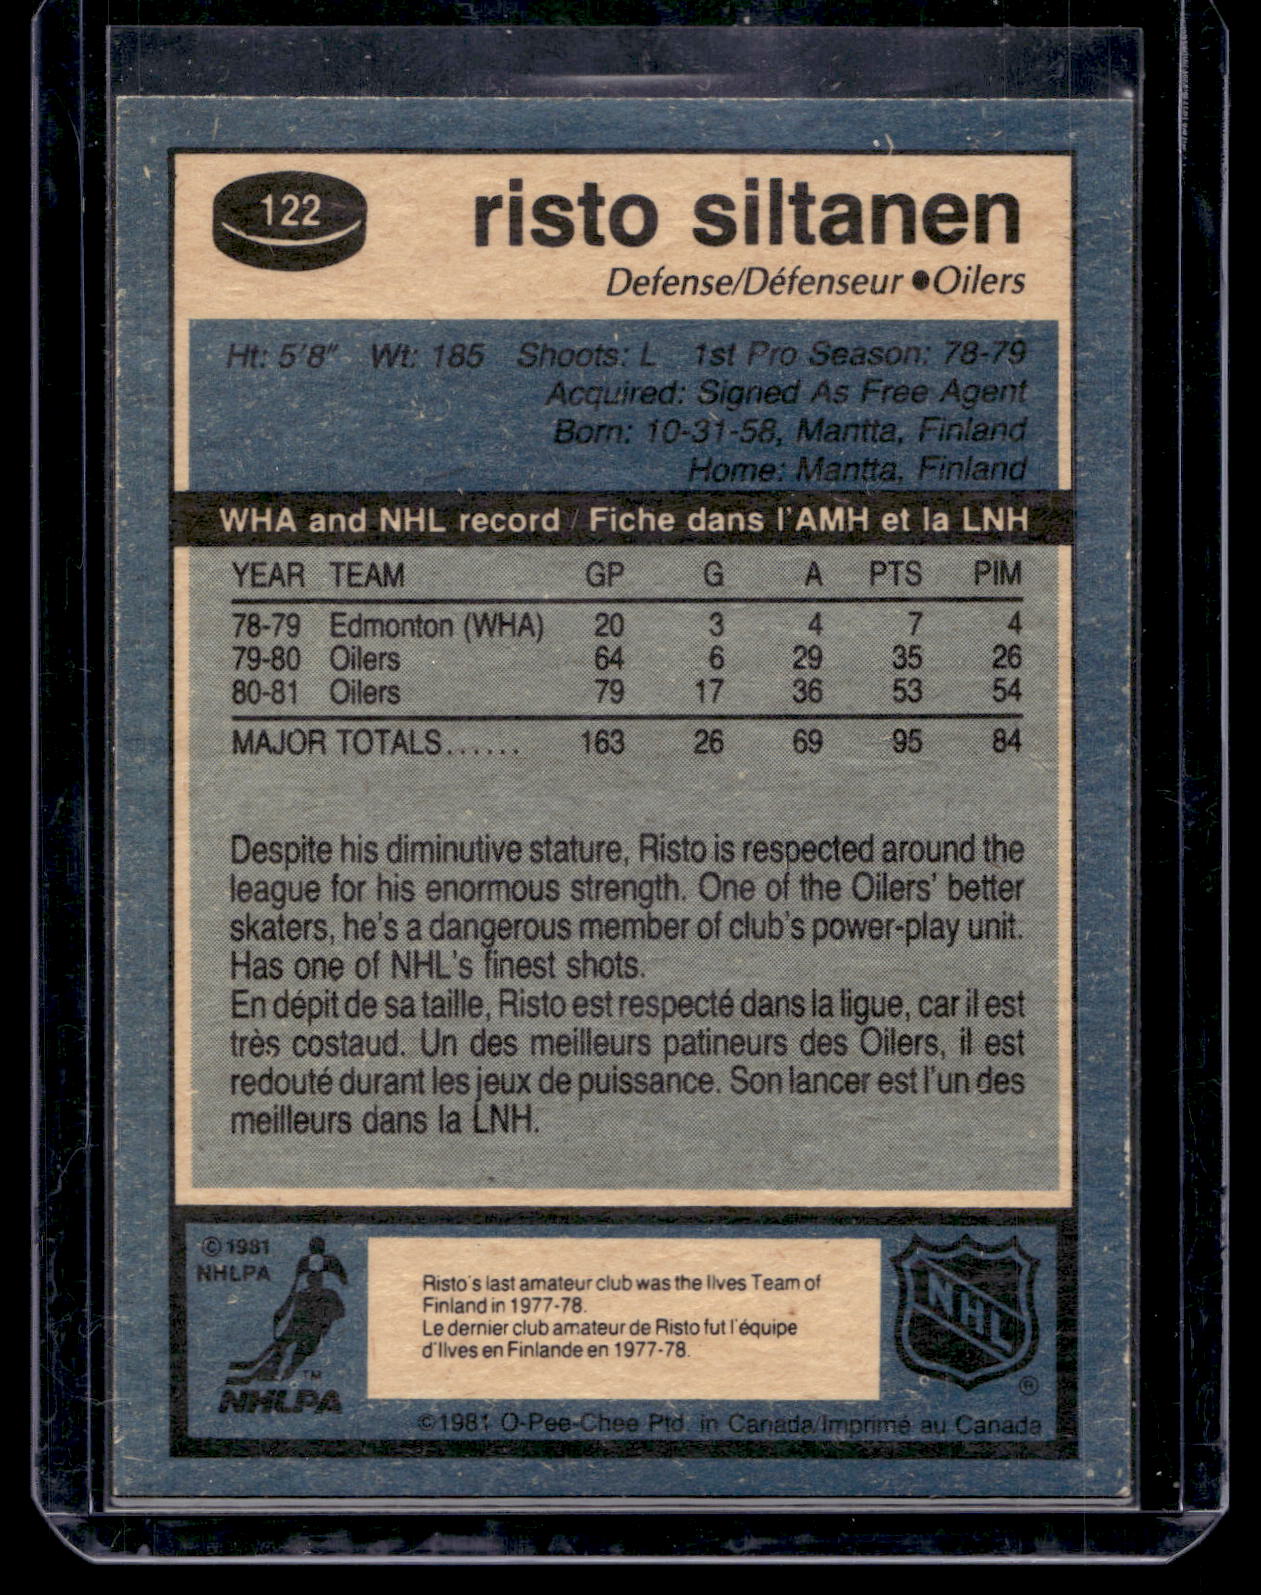 122
risto siltanen
Defense/Défenseur ● Oilers
Ht: 5'8" Wt: 185 Shoots: L 1st Pro Season: 78-79
Acquired: Signed As Free Agent
Born: 10-31-58, Mantta, Finland
Home: Mantta, Finland
WHA and NHL record / Fiche dans l'AMH et la LNH
YEAR TEAM GP G A PTS PIM
78-79 Edmonton (WHA) 20 3 4 7 4
79-80 Oilers 64 6 29 35 26
80-81 Oilers 79 17 36 53 54
MAJOR TOTALS...... 163 26 69 95 84
Despite his diminutive stature, Risto is respected around the
league for his enormous strength. One of the Oilers' better
skaters, he's a dangerous member of club's power-play unit.
Has one of NHL's finest shots.
En dépit de sa taille, Risto est respecté dans la ligue, car il est
très costaud. Un des meilleurs patineurs des Oilers, il est
redouté durant les jeux de puissance. Son lancer est l'un des
meilleurs dans la LNH.
© 1981
NHLPA
TM
NHLPA
Risto's last amateur club was the Ilves Team of
Finland in 1977-78.
Le dernier club amateur de Risto fut l'équipe
d'Ilves en Finlande en 1977-78.
NHL
®
© 1981 O-Pee-Chee Ptd. in Canada/Imprimé au Canada